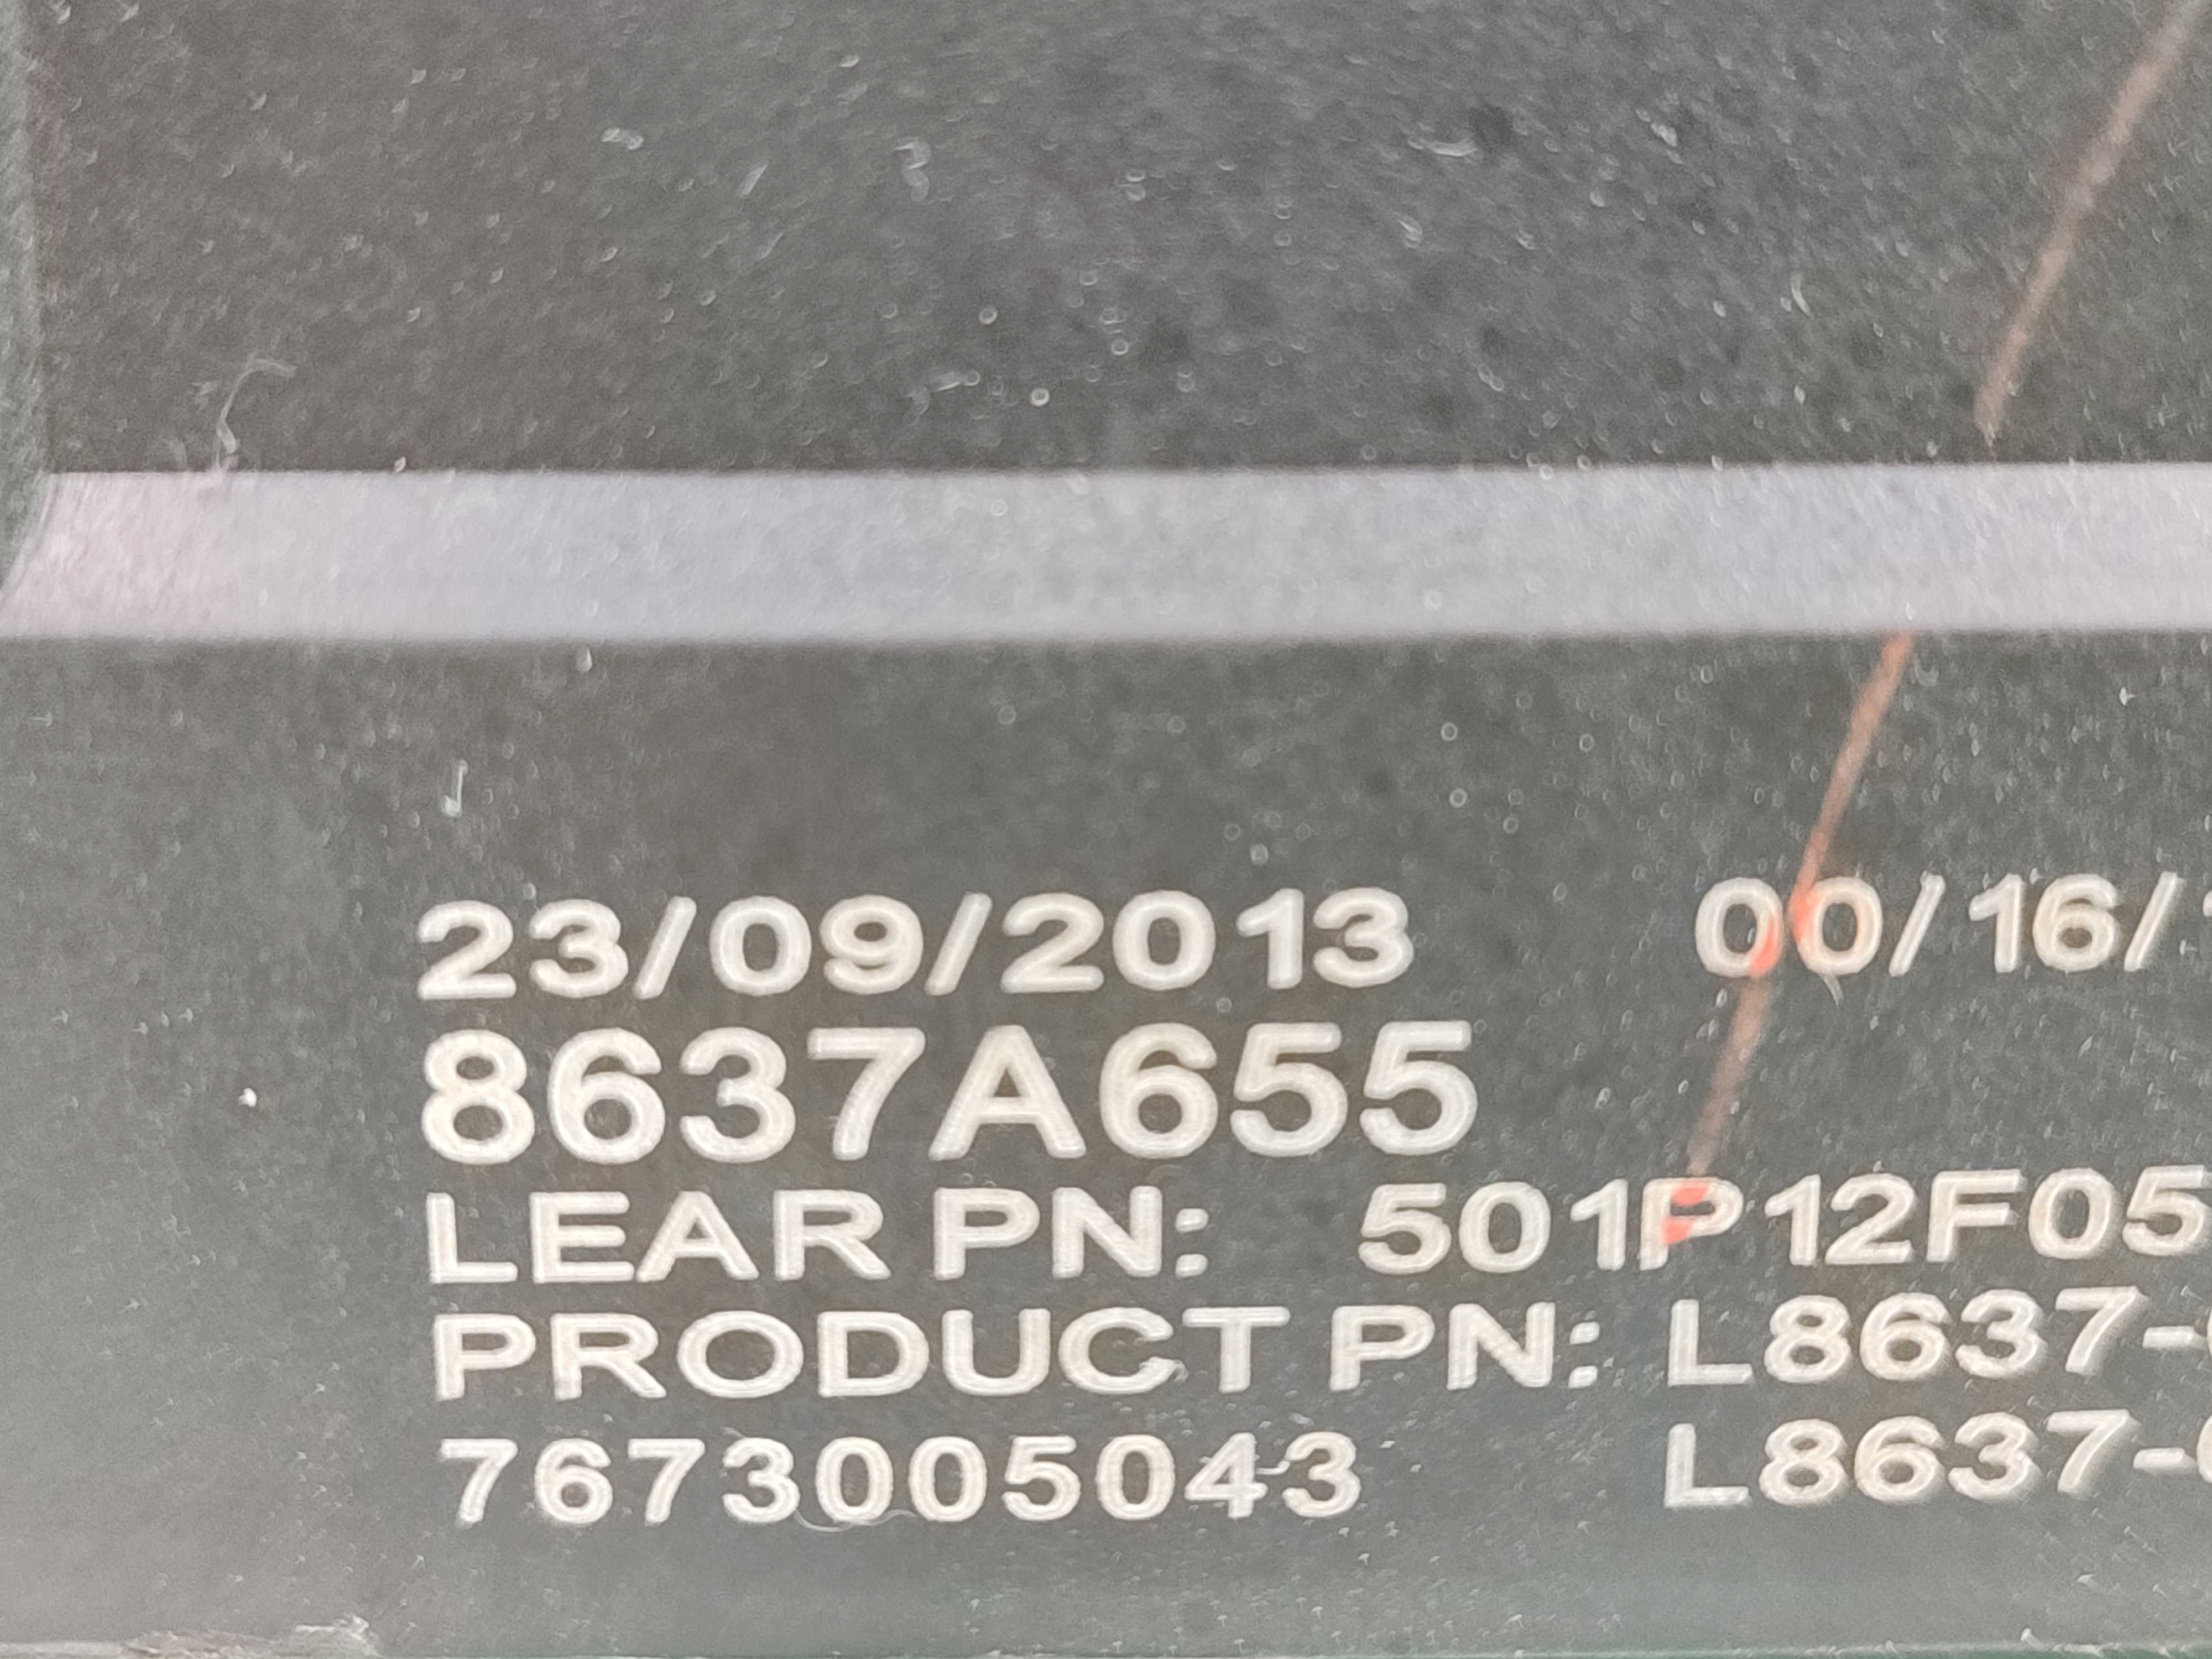 23/09/2013 00/16/
8637A655
LEAR PN: 501P12F05
PRODUCT PN: L8637-
7673005043 L8637-